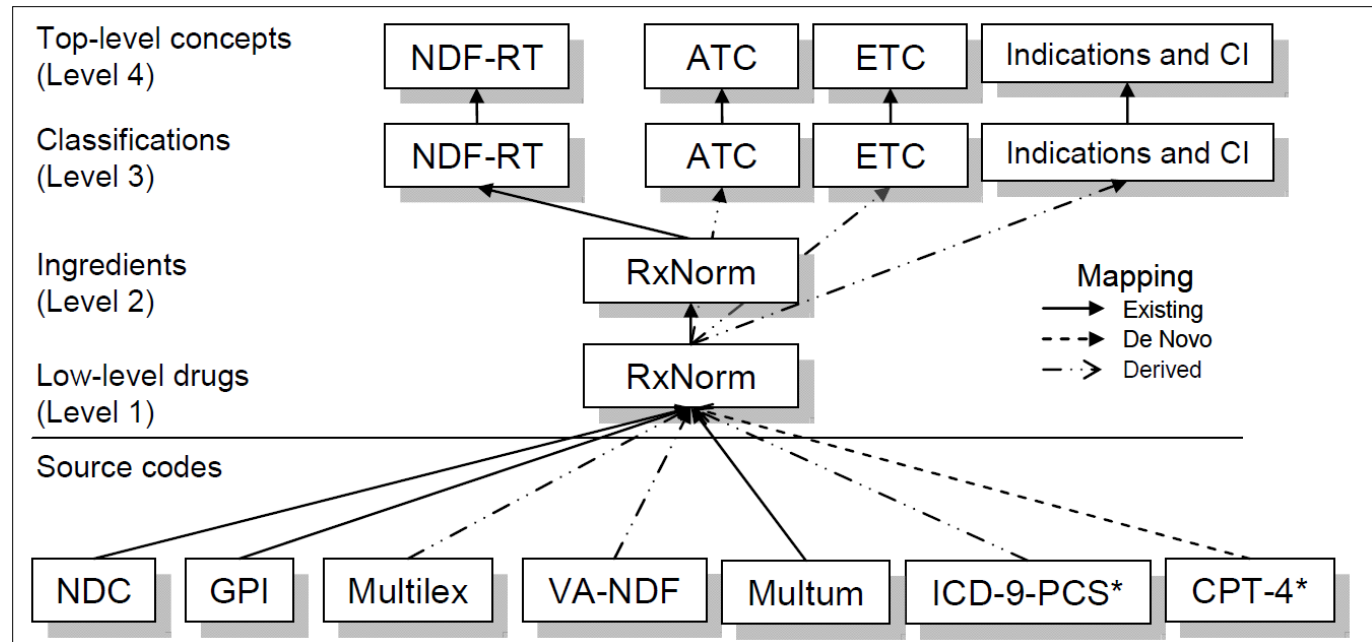 Top-level concepts
(Level 4)
NDF-RT
ATC
ETC
Indications and CI
Classifications
(Level 3)
NDF-RT
ATC
ETC
Indications and CI
Ingredients
(Level 2)
RxNorm
Mapping
Existing
De Novo
Derived
Low-level drugs
(Level 1)
RxNorm
Source codes
NDC
GPI
Multilex
VA-NDF
Multum
ICD-9-PCS*
CPT-4*